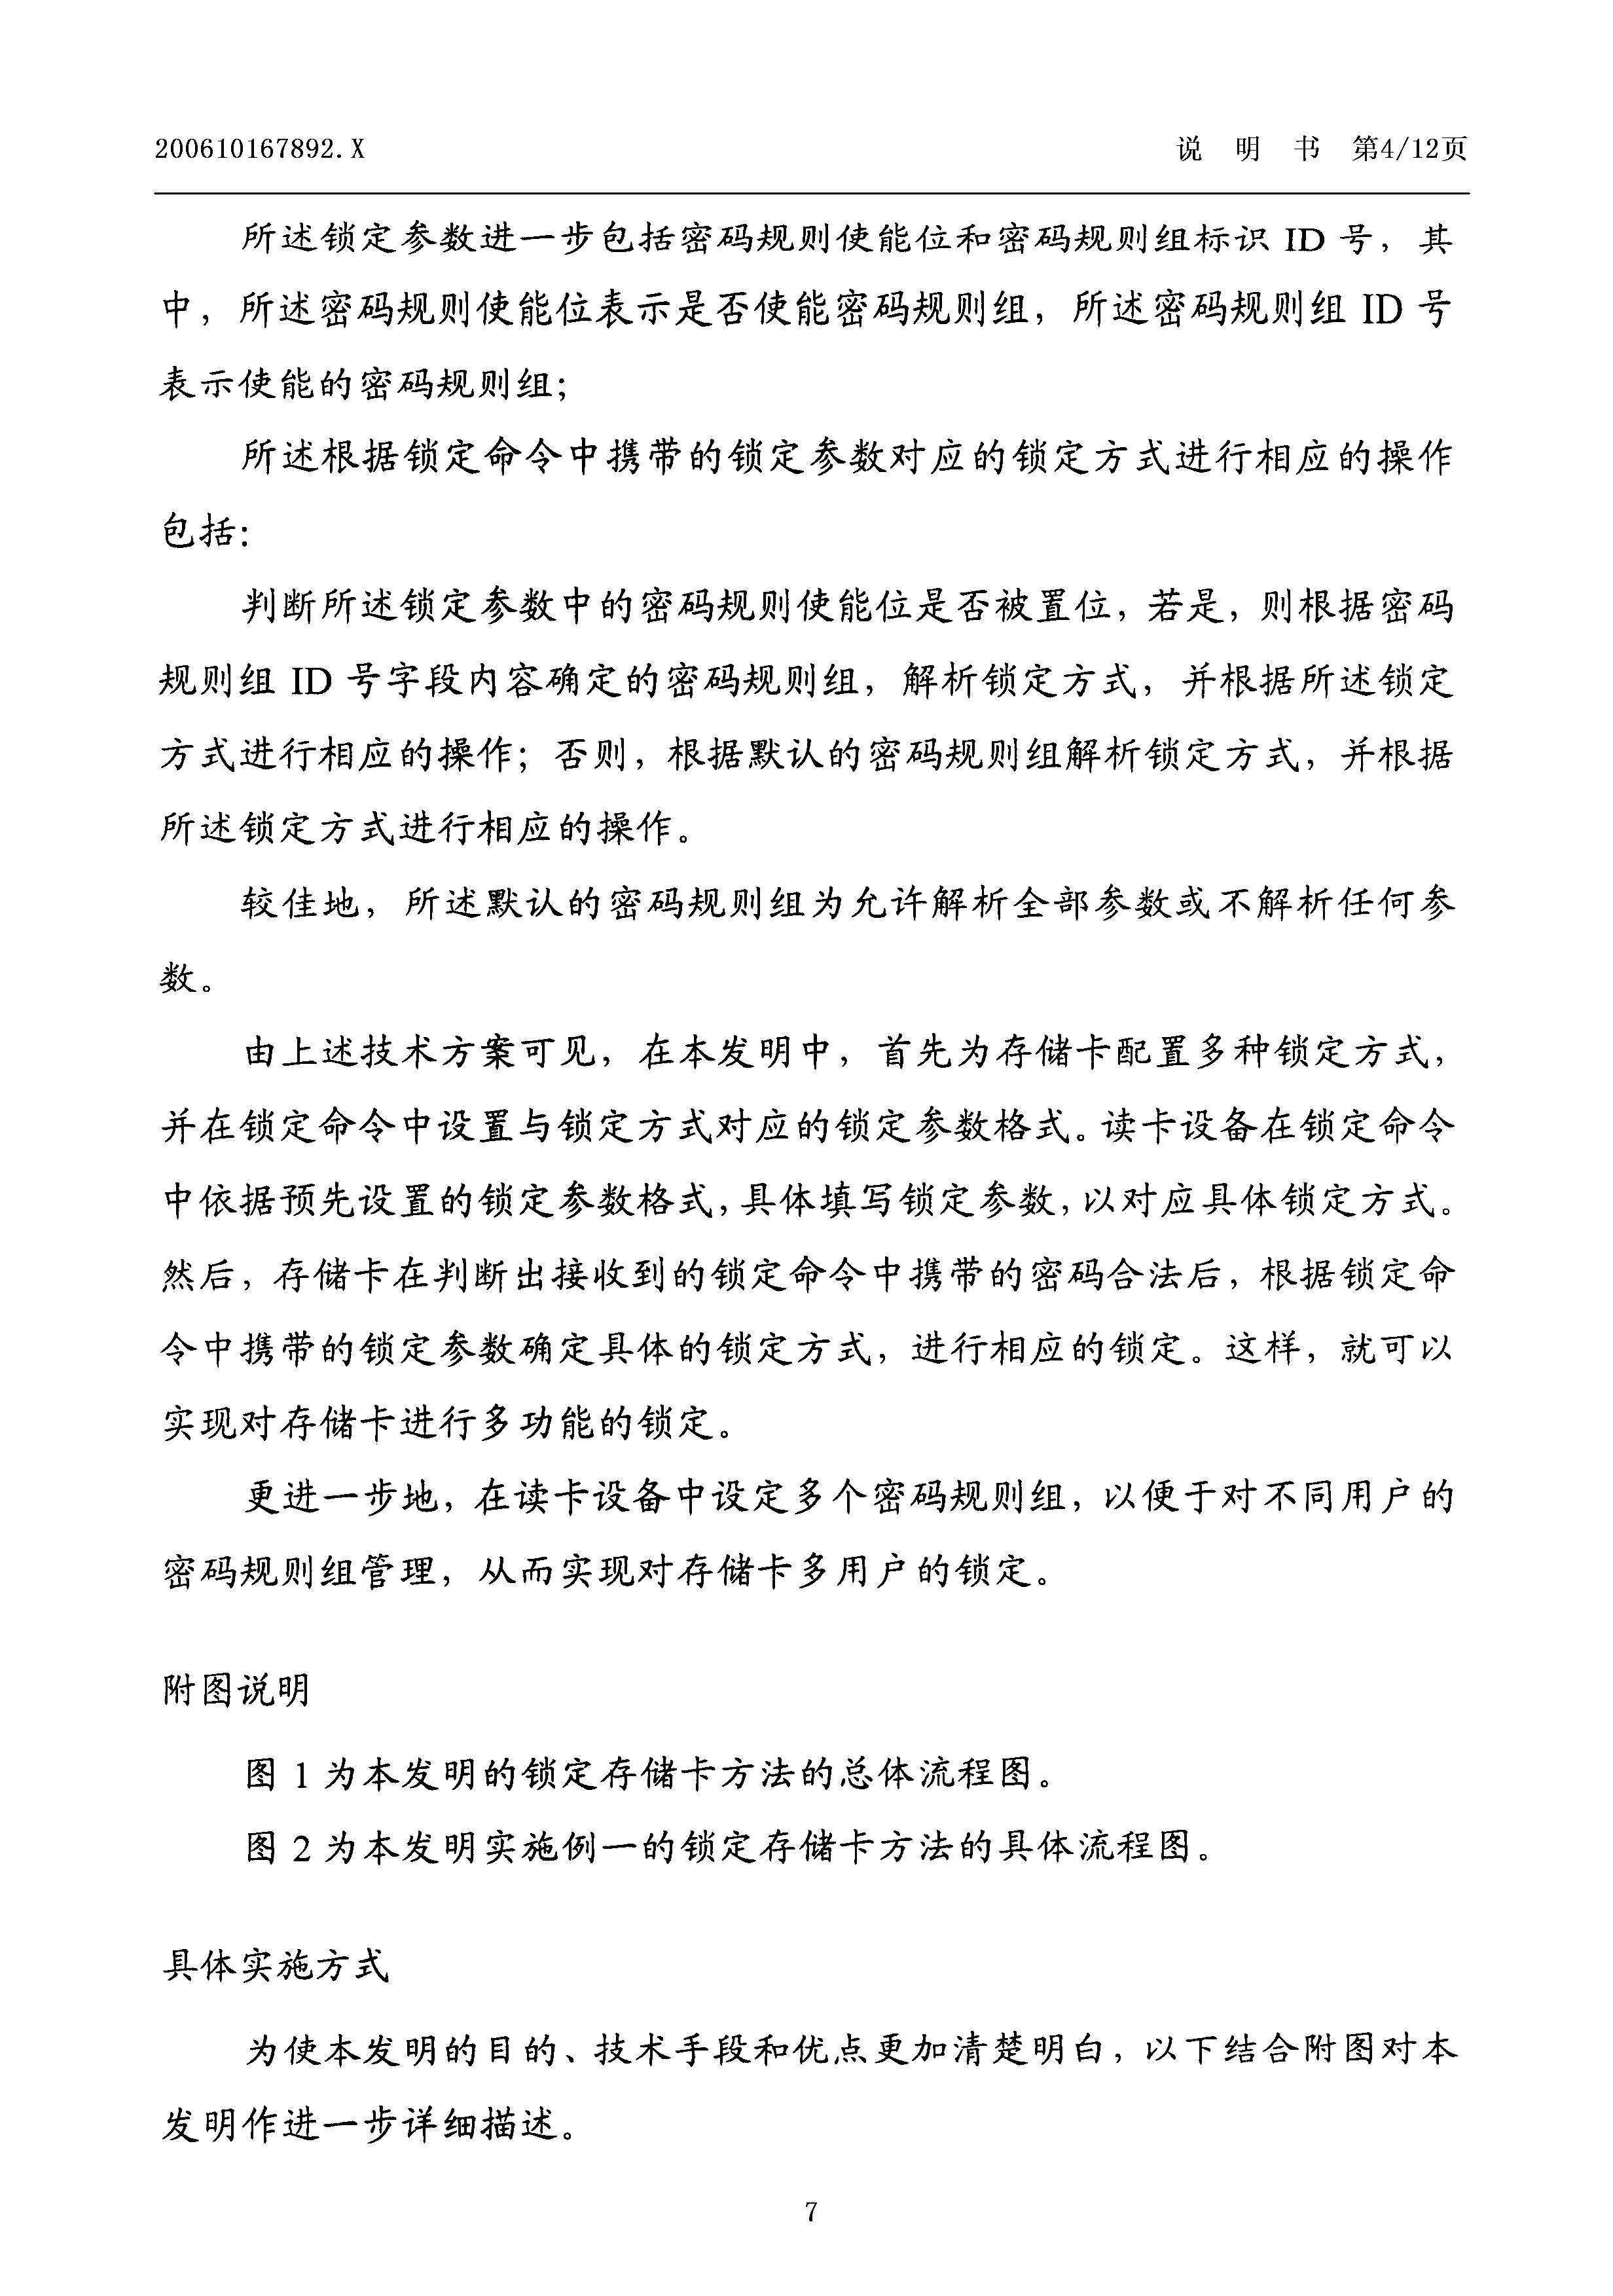 200610167892.X 说 明 书 第4/12页
所述锁定参数进一步包括密码规则使能位和密码规则组标识 ID 号，其
中，所述密码规则使能位表示是否使能密码规则组，所述密码规则组 ID 号
表示使能的密码规则组；
所述根据锁定命令中携带的锁定参数对应的锁定方式进行相应的操作
包括：
判断所述锁定参数中的密码规则使能位是否被置位，若是，则根据密码
规则组 ID 号字段内容确定的密码规则组，解析锁定方式，并根据所述锁定
方式进行相应的操作；否则，根据默认的密码规则组解析锁定方式，并根据
所述锁定方式进行相应的操作。
较佳地，所述默认的密码规则组为允许解析全部参数或不解析任何参
数。
由上述技术方案可见，在本发明中，首先为存储卡配置多种锁定方式，
并在锁定命令中设置与锁定方式对应的锁定参数格式。读卡设备在锁定命令
中依据预先设置的锁定参数格式，具体填写锁定参数，以对应具体锁定方式。
然后，存储卡在判断出接收到的锁定命令中携带的密码合法后，根据锁定命
令中携带的锁定参数确定具体的锁定方式，进行相应的锁定。这样，就可以
实现对存储卡进行多功能的锁定。
更进一步地，在读卡设备中设定多个密码规则组，以便于对不同用户的
密码规则组管理，从而实现对存储卡多用户的锁定。
附图说明
图 1 为本发明的锁定存储卡方法的总体流程图。
图 2 为本发明实施例一的锁定存储卡方法的具体流程图。
具体实施方式
为使本发明的目的、技术手段和优点更加清楚明白，以下结合附图对本
发明作进一步详细描述。
7